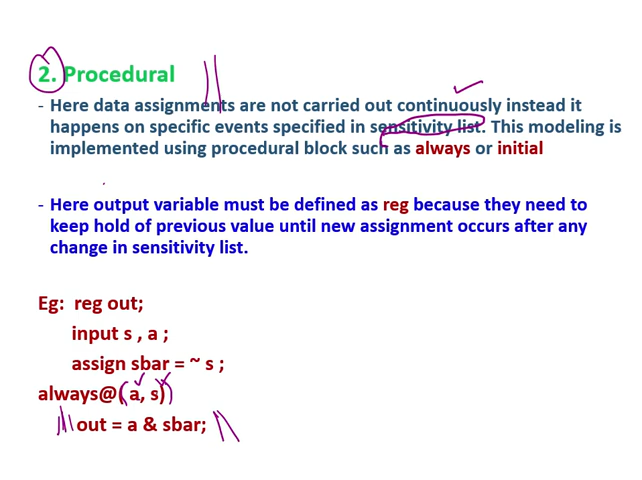 2. Procedural
- Here data assignments are not carried out continuously instead it
happens on specific events specified in sensitivity list. This modeling is
implemented using procedural block such as always or initial
- Here output variable must be defined as reg because they need to
keep hold of previous value until new assignment occurs after any
change in sensitivity list.
Eg: reg out;
input s , a ;
assign sbar = ~ s ;
always@( a, s)
out = a & sbar;